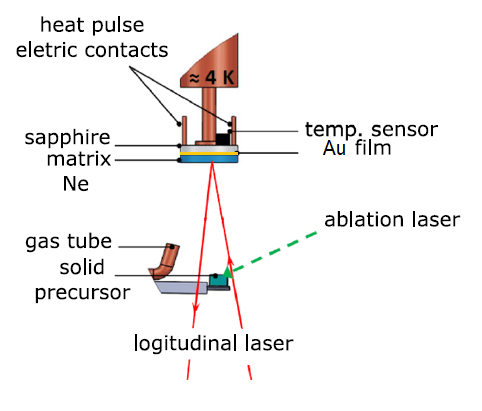 heat pulse
eletric contacts
≈ 4 K
temp. sensor
sapphire
Au film
matrix
Ne
ablation laser
gas tube
solid
precursor
logitudinal laser